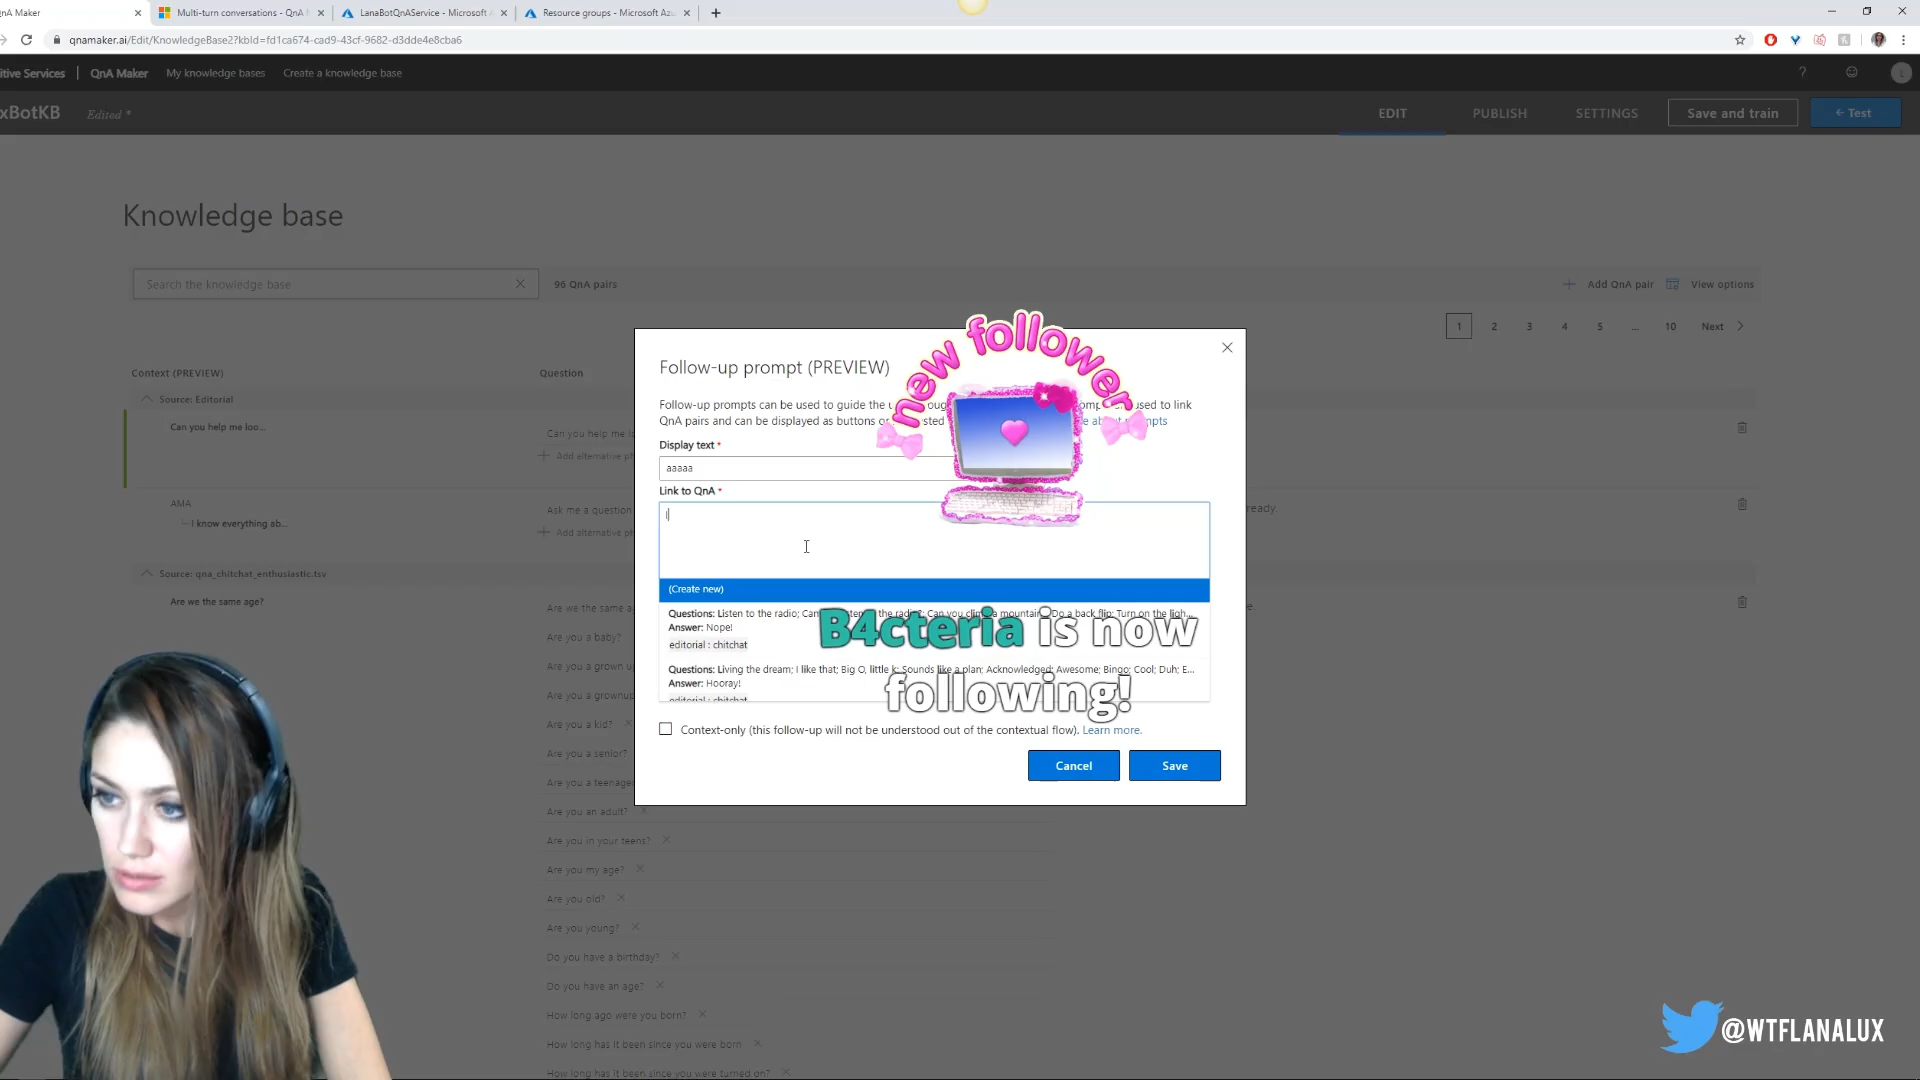 QnA Maker
Multi-turn conversations - QnA M
LanaBotQnAService - Microsoft A
Resource groups - Microsoft Azu
qnamaker.ai/Edit/KnowledgeBase2?kbId=fd1ca674-cad9-43cf-9682-d3dde4e8cba6
itive Services
QnA Maker
My knowledge bases
Create a knowledge base
?
L
xBotKB
Edited *
EDIT
PUBLISH
SETTINGS
Save and train
← Test
Knowledge base
Search the knowledge base
96 QnA pairs
+ Add QnA pair
View options
1 2 3 4 5 ... 10 Next
Context (PREVIEW)
Question
Source: Editorial
Can you help me loo...
Can you help me lo
+ Add alternative ph
AMA
I know everything ab...
Ask me a question
ready.
+ Add alternative ph
Source: qna_chitchat_enthusiastic.tsv
Are we the same age?
Are we the same a
e.
Are you a baby?
Are you a grown u
Are you a grownu
Are you a kid?
Are you a senior?
Are you a teenage
Are you an adult?
Are you in your teens?
Are you my age?
Are you old?
Are you young?
Do you have a birthday?
Do you have an age?
How long ago were you born?
How long has it been since you were born
How long has it been since you were turned on?
Follow-up prompt (PREVIEW)
Follow-up prompts can be used to guide the u
used to link
QnA pairs and can be displayed as buttons o
ested
Display text *
aaaaa
Link to QnA *
(Create new)
Questions: Listen to the radio; Can
Can you climb a mountain
Do a back flip; Turn on the ligh...
Answer: Nope!
editorial : chitchat
Questions: Living the dream; I like that; Big O, little k; Sounds like a plan; Acknowledged; Awesome; Bingo; Cool; Duh; E...
Answer: Hooray!
editorial : chitchat
Context-only (this follow-up will not be understood out of the contextual flow). Learn more.
Cancel
Save
new follower
B4cteria is now
following!
@WTFLANALUX